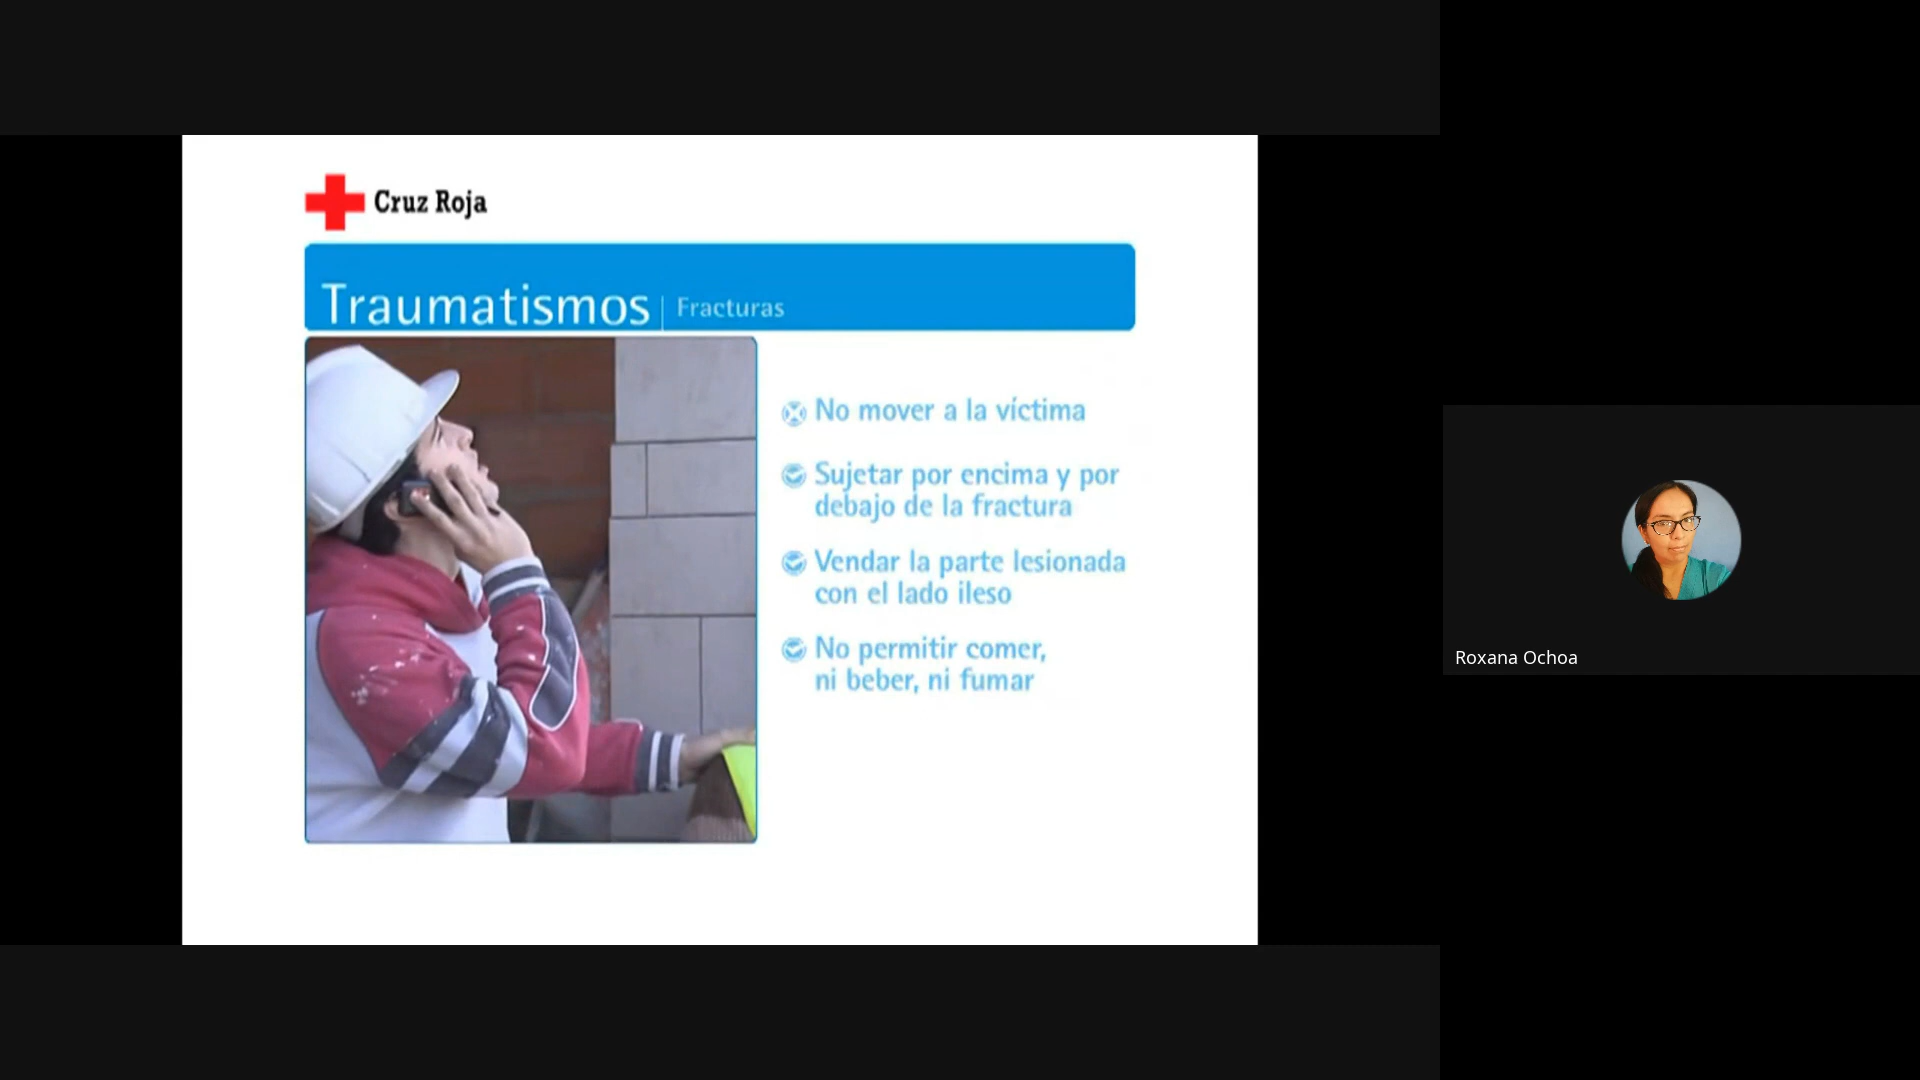 Cruz Roja
Traumatismos | Fracturas
No mover a la víctima
Sujetar por encima y por
debajo de la fractura
Vendar la parte lesionada
con el lado ileso
No permitir comer,
ni beber, ni fumar
Roxana Ochoa